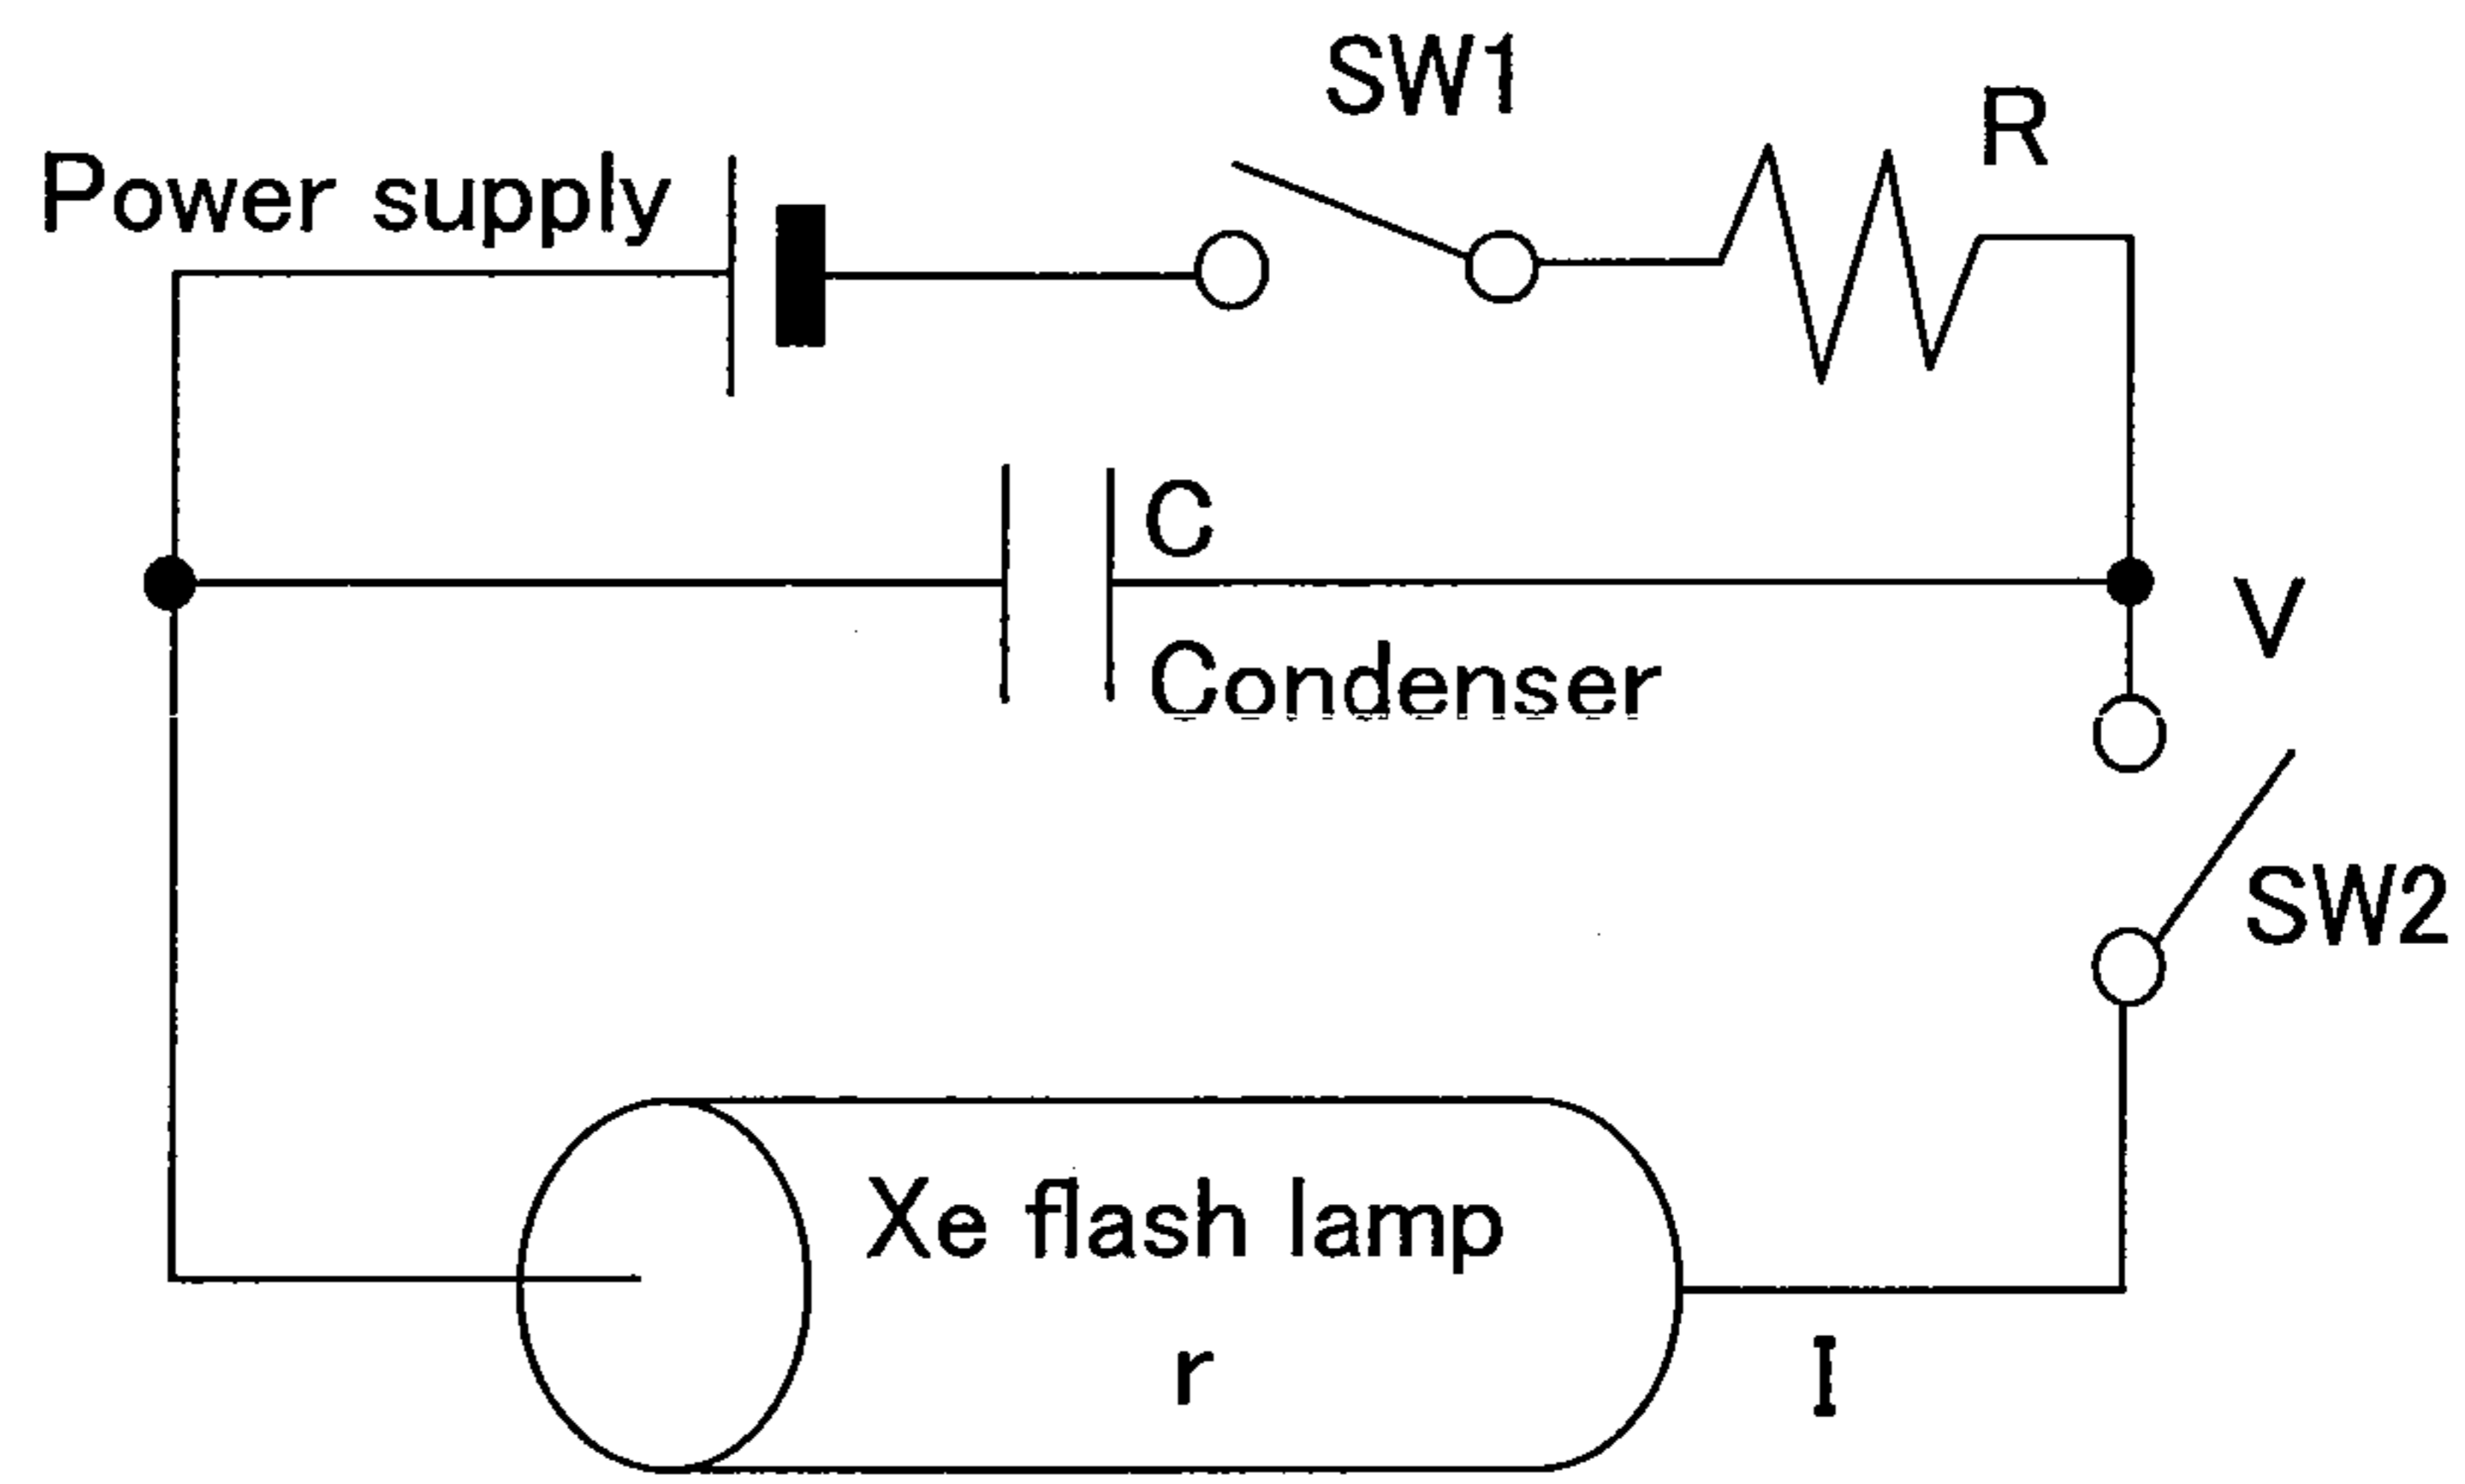 SW1
R
Power supply
C
V
Condenser
SW2
Xe flash lamp
r
I